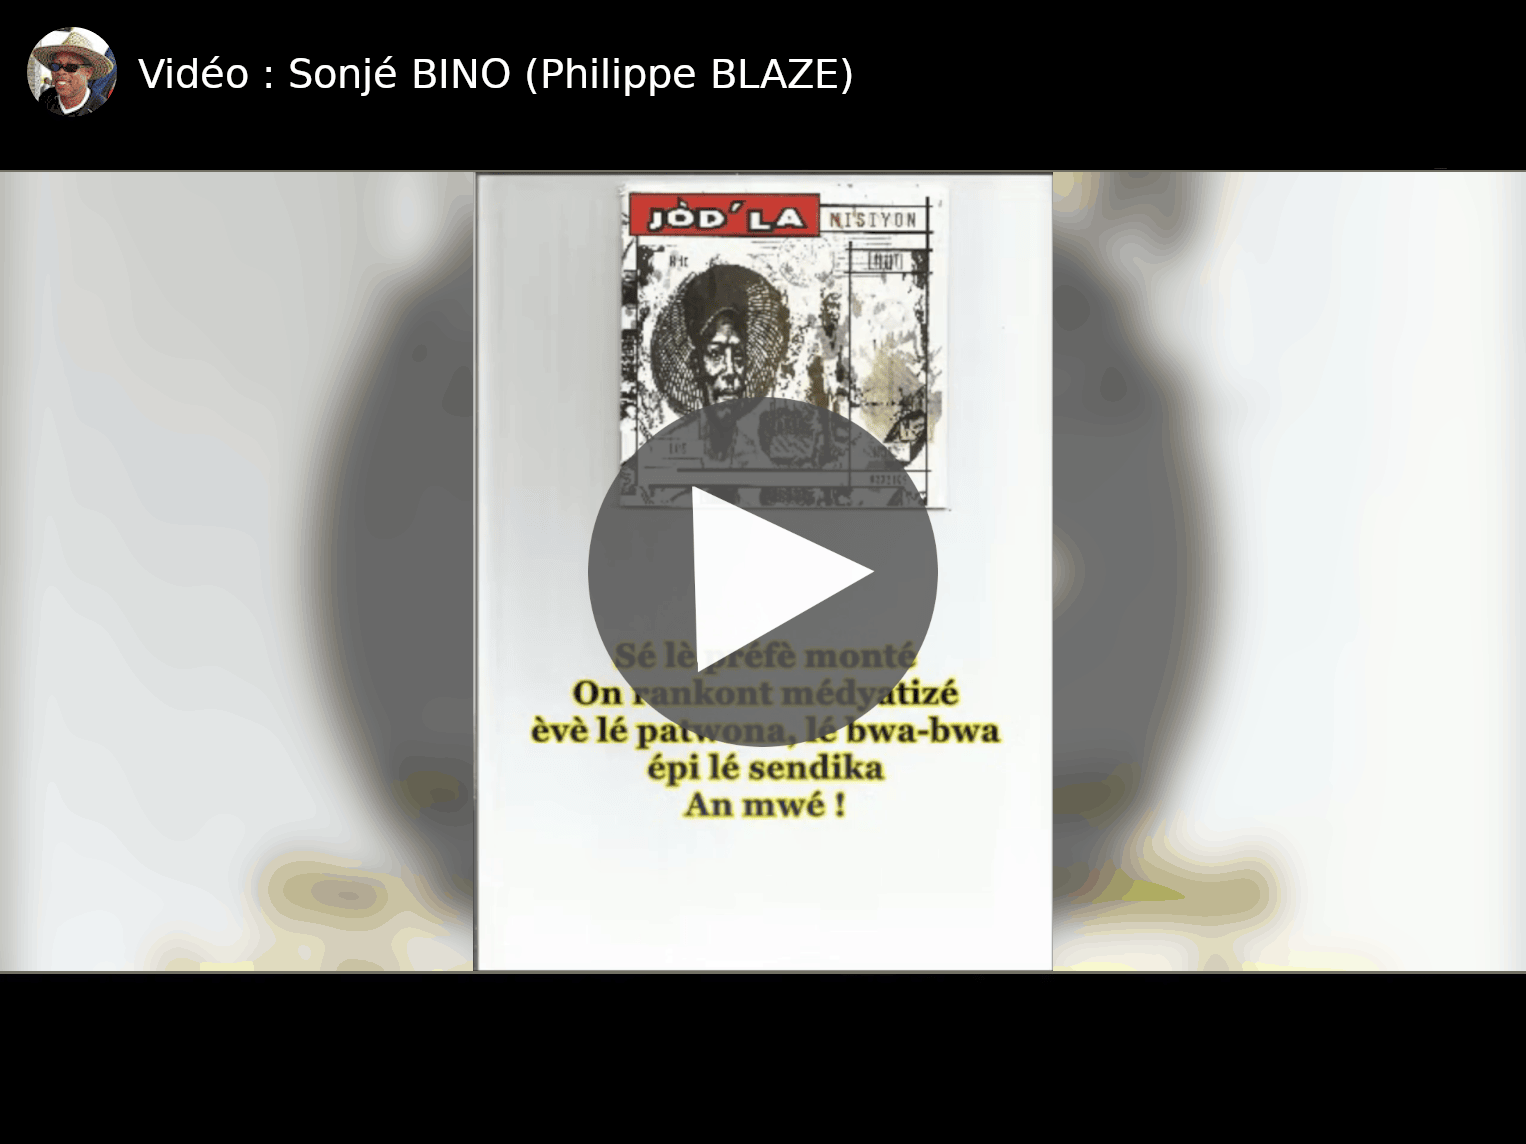 Vidéo : Sonjé BINO (Philippe BLAZE)
JÒD'LA
MISIYON
Sé lè préfè monté
On rankont médyatizé
èvè lé patwona, lé bwa-bwa
épi lé sendika
An mwé !